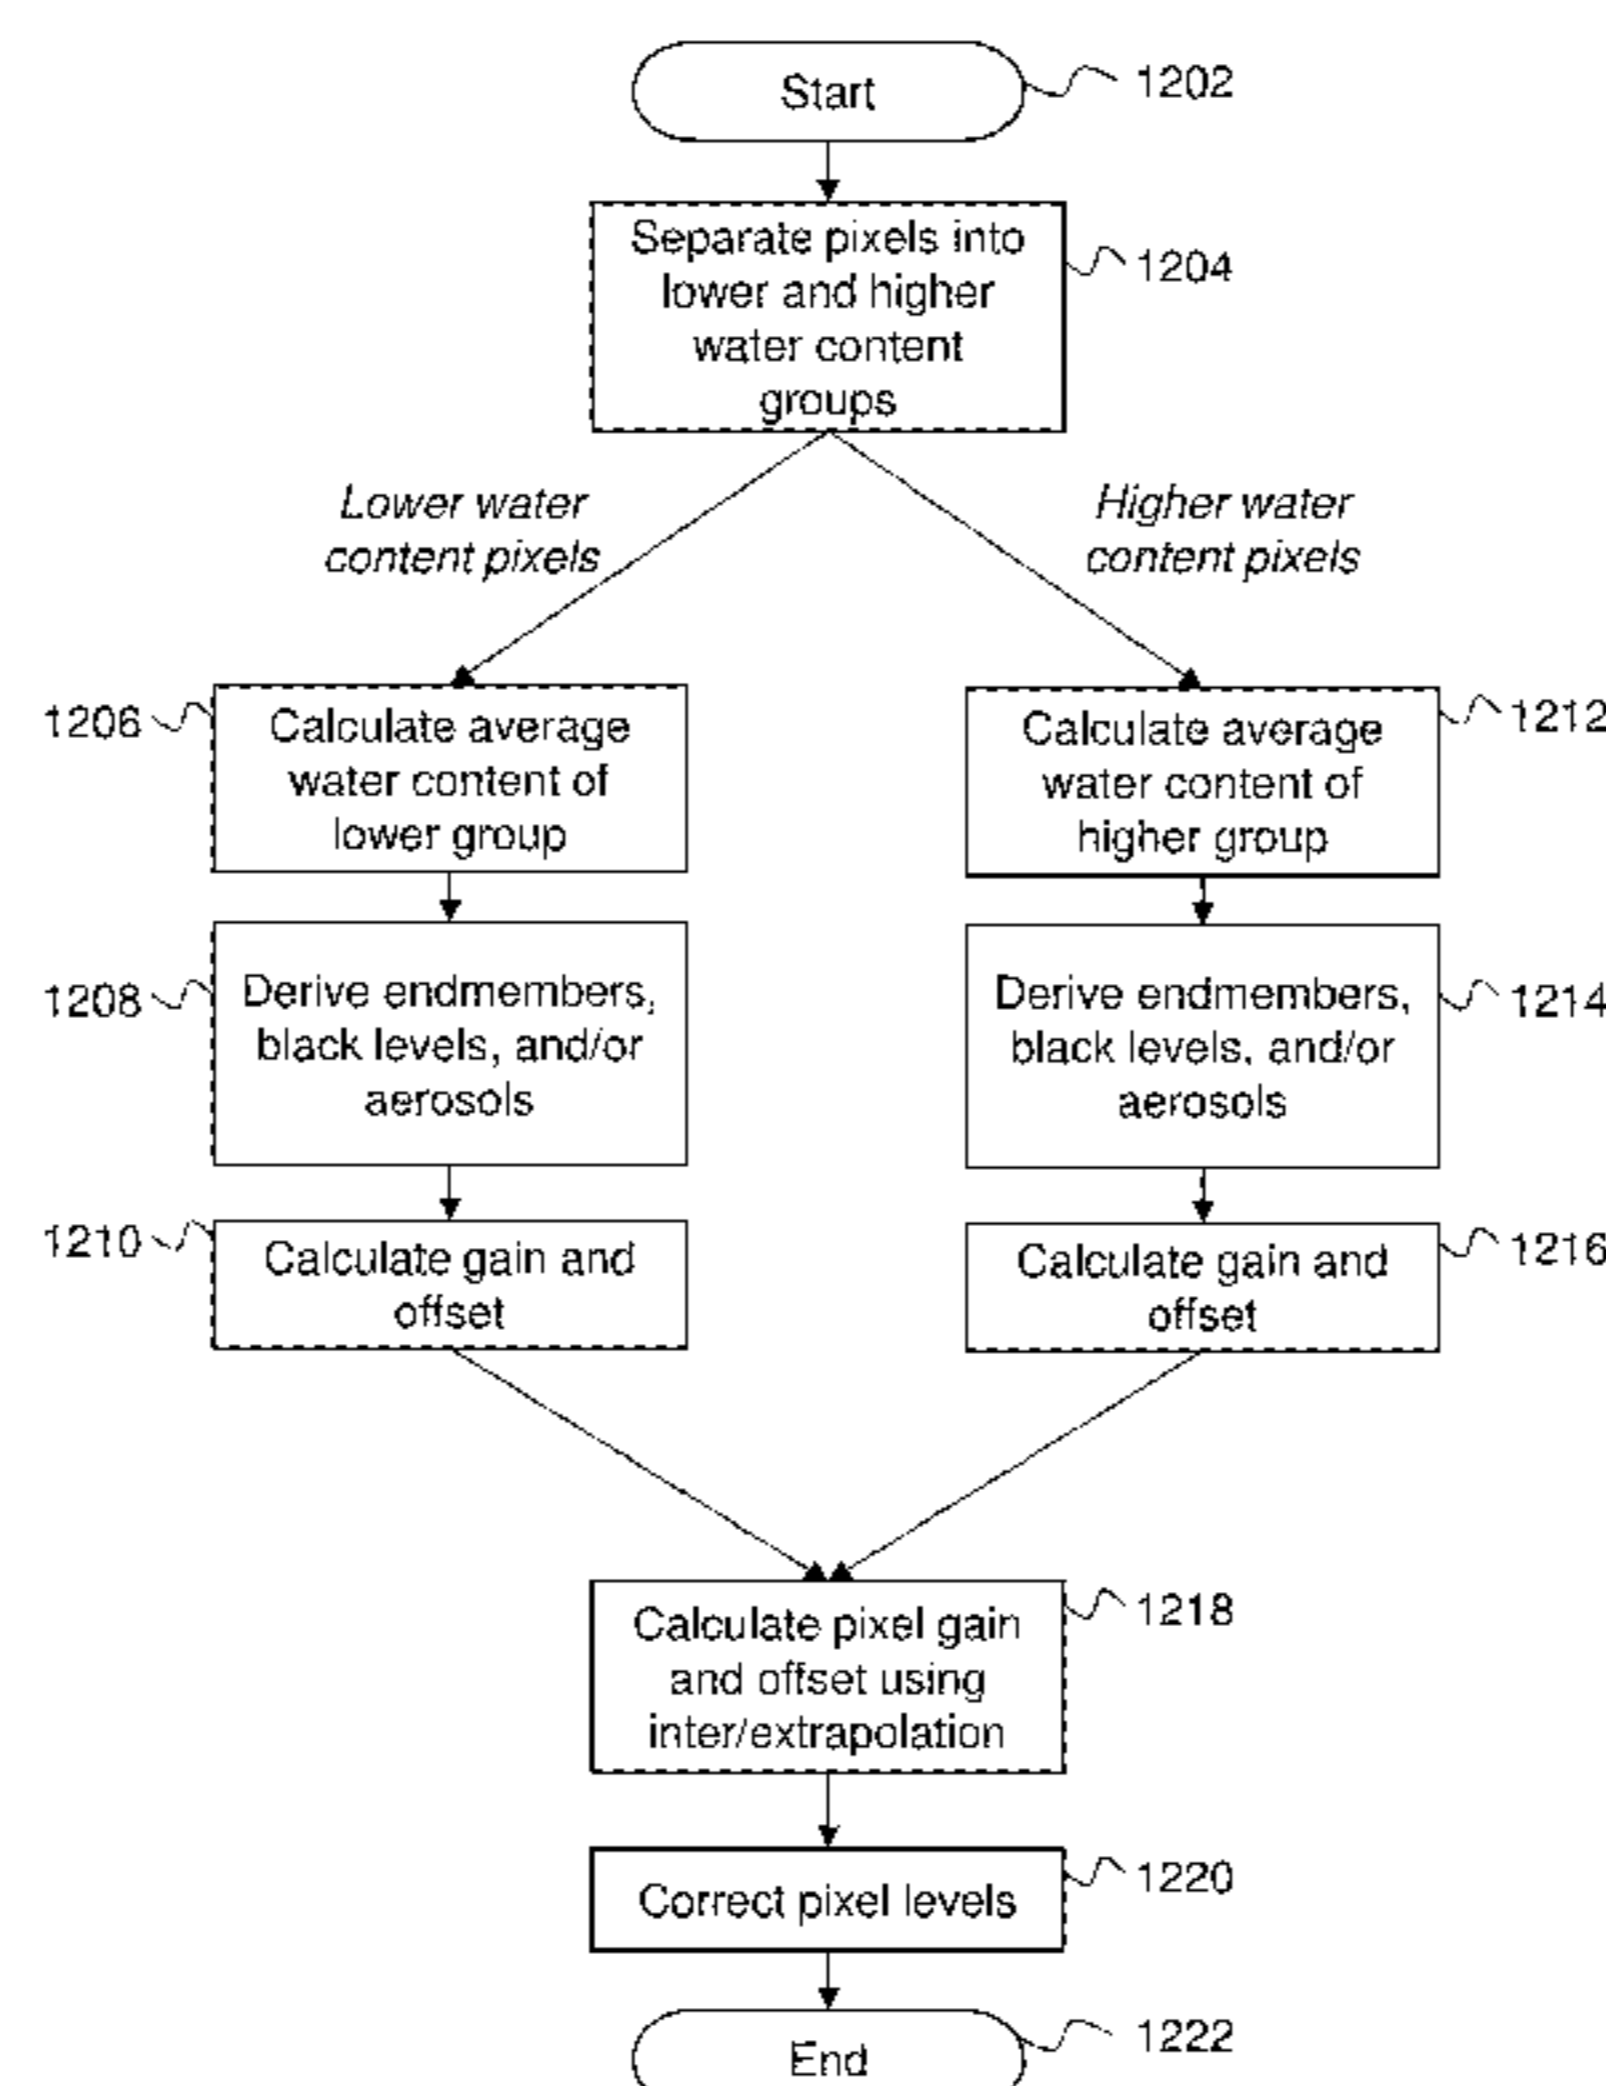 Start
1202
Separate pixels into
lower and higher
water content
groups
1204
Lower water
content pixels
Higher water
content pixels
1206
Calculate average
water content of
lower group
Calculate average
water content of
higher group
1212
1208
Derive endmembers,
black levels, and/or
aerosols
Derive endmembers,
black levels, and/or
aerosols
1214
1210
Calculate gain and
offset
Calculate gain and
offset
1216
Calculate pixel gain
and offset using
inter/extrapolation
1218
Correct pixel levels
1220
End
1222